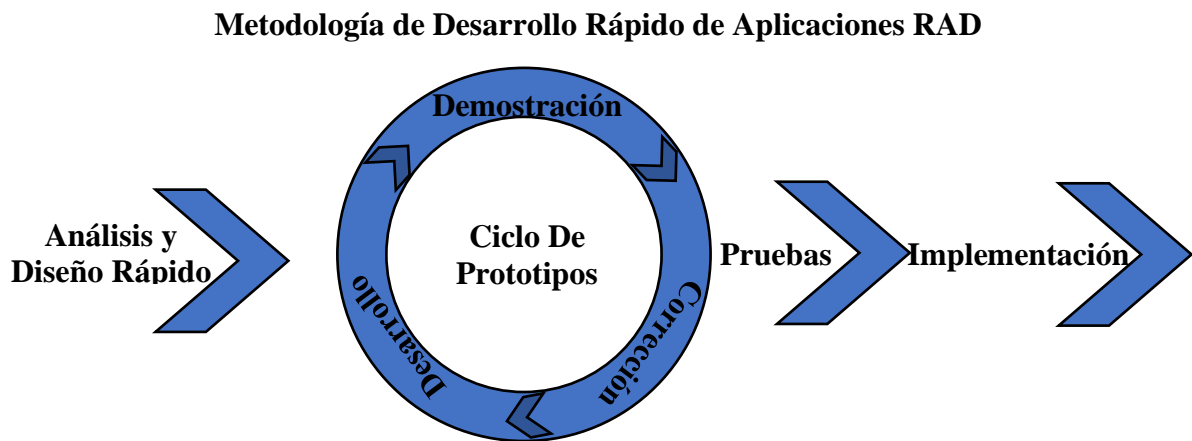 Metodología de Desarrollo Rápido de Aplicaciones RAD
Demostración
Análisis y
Diseño Rápido
Ciclo De
Prototipos
Desarrollo
Corrección
Pruebas
Implementación